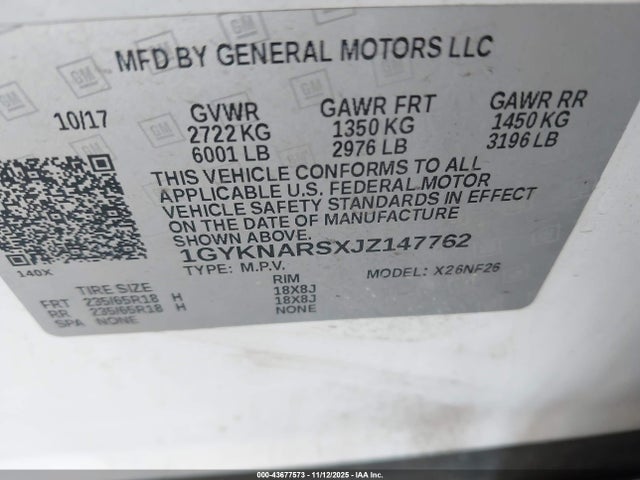 MFD BY GENERAL MOTORS LLC
10/17 GVWR GAWR FRT GAWR RR
2722 KG 1350 KG 1450 KG
6001 LB 2976 LB 3196 LB
THIS VEHICLE CONFORMS TO ALL
APPLICABLE U.S. FEDERAL MOTOR
VEHICLE SAFETY STANDARDS IN EFFECT
ON THE DATE OF MANUFACTURE
SHOWN ABOVE.
1GYKNARSXJZ147762
140X TYPE: M.P.V. MODEL: X26NF26
TIRE SIZE RIM
FRT 235/65R18 H 18X8J
RR 235/65R18 H 18X8J
SPA NONE NONE
000-43677573 - 11/12/2025 - IAA Inc.